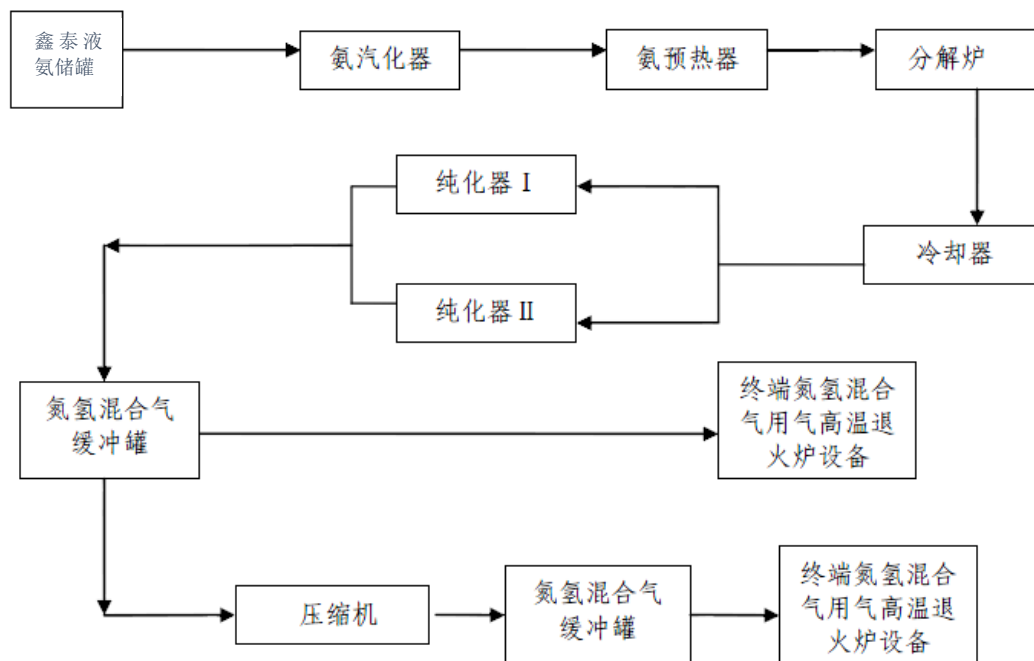 鑫泰液
氨储罐
氨汽化器
氨预热器
分解炉
纯化器Ⅰ
冷却器
纯化器Ⅱ
氮氢混合气
缓冲罐
终端氮氢混合
气用气高温退
火炉设备
压缩机
氮氢混合气
缓冲罐
终端氮氢混合
气用气高温退
火炉设备